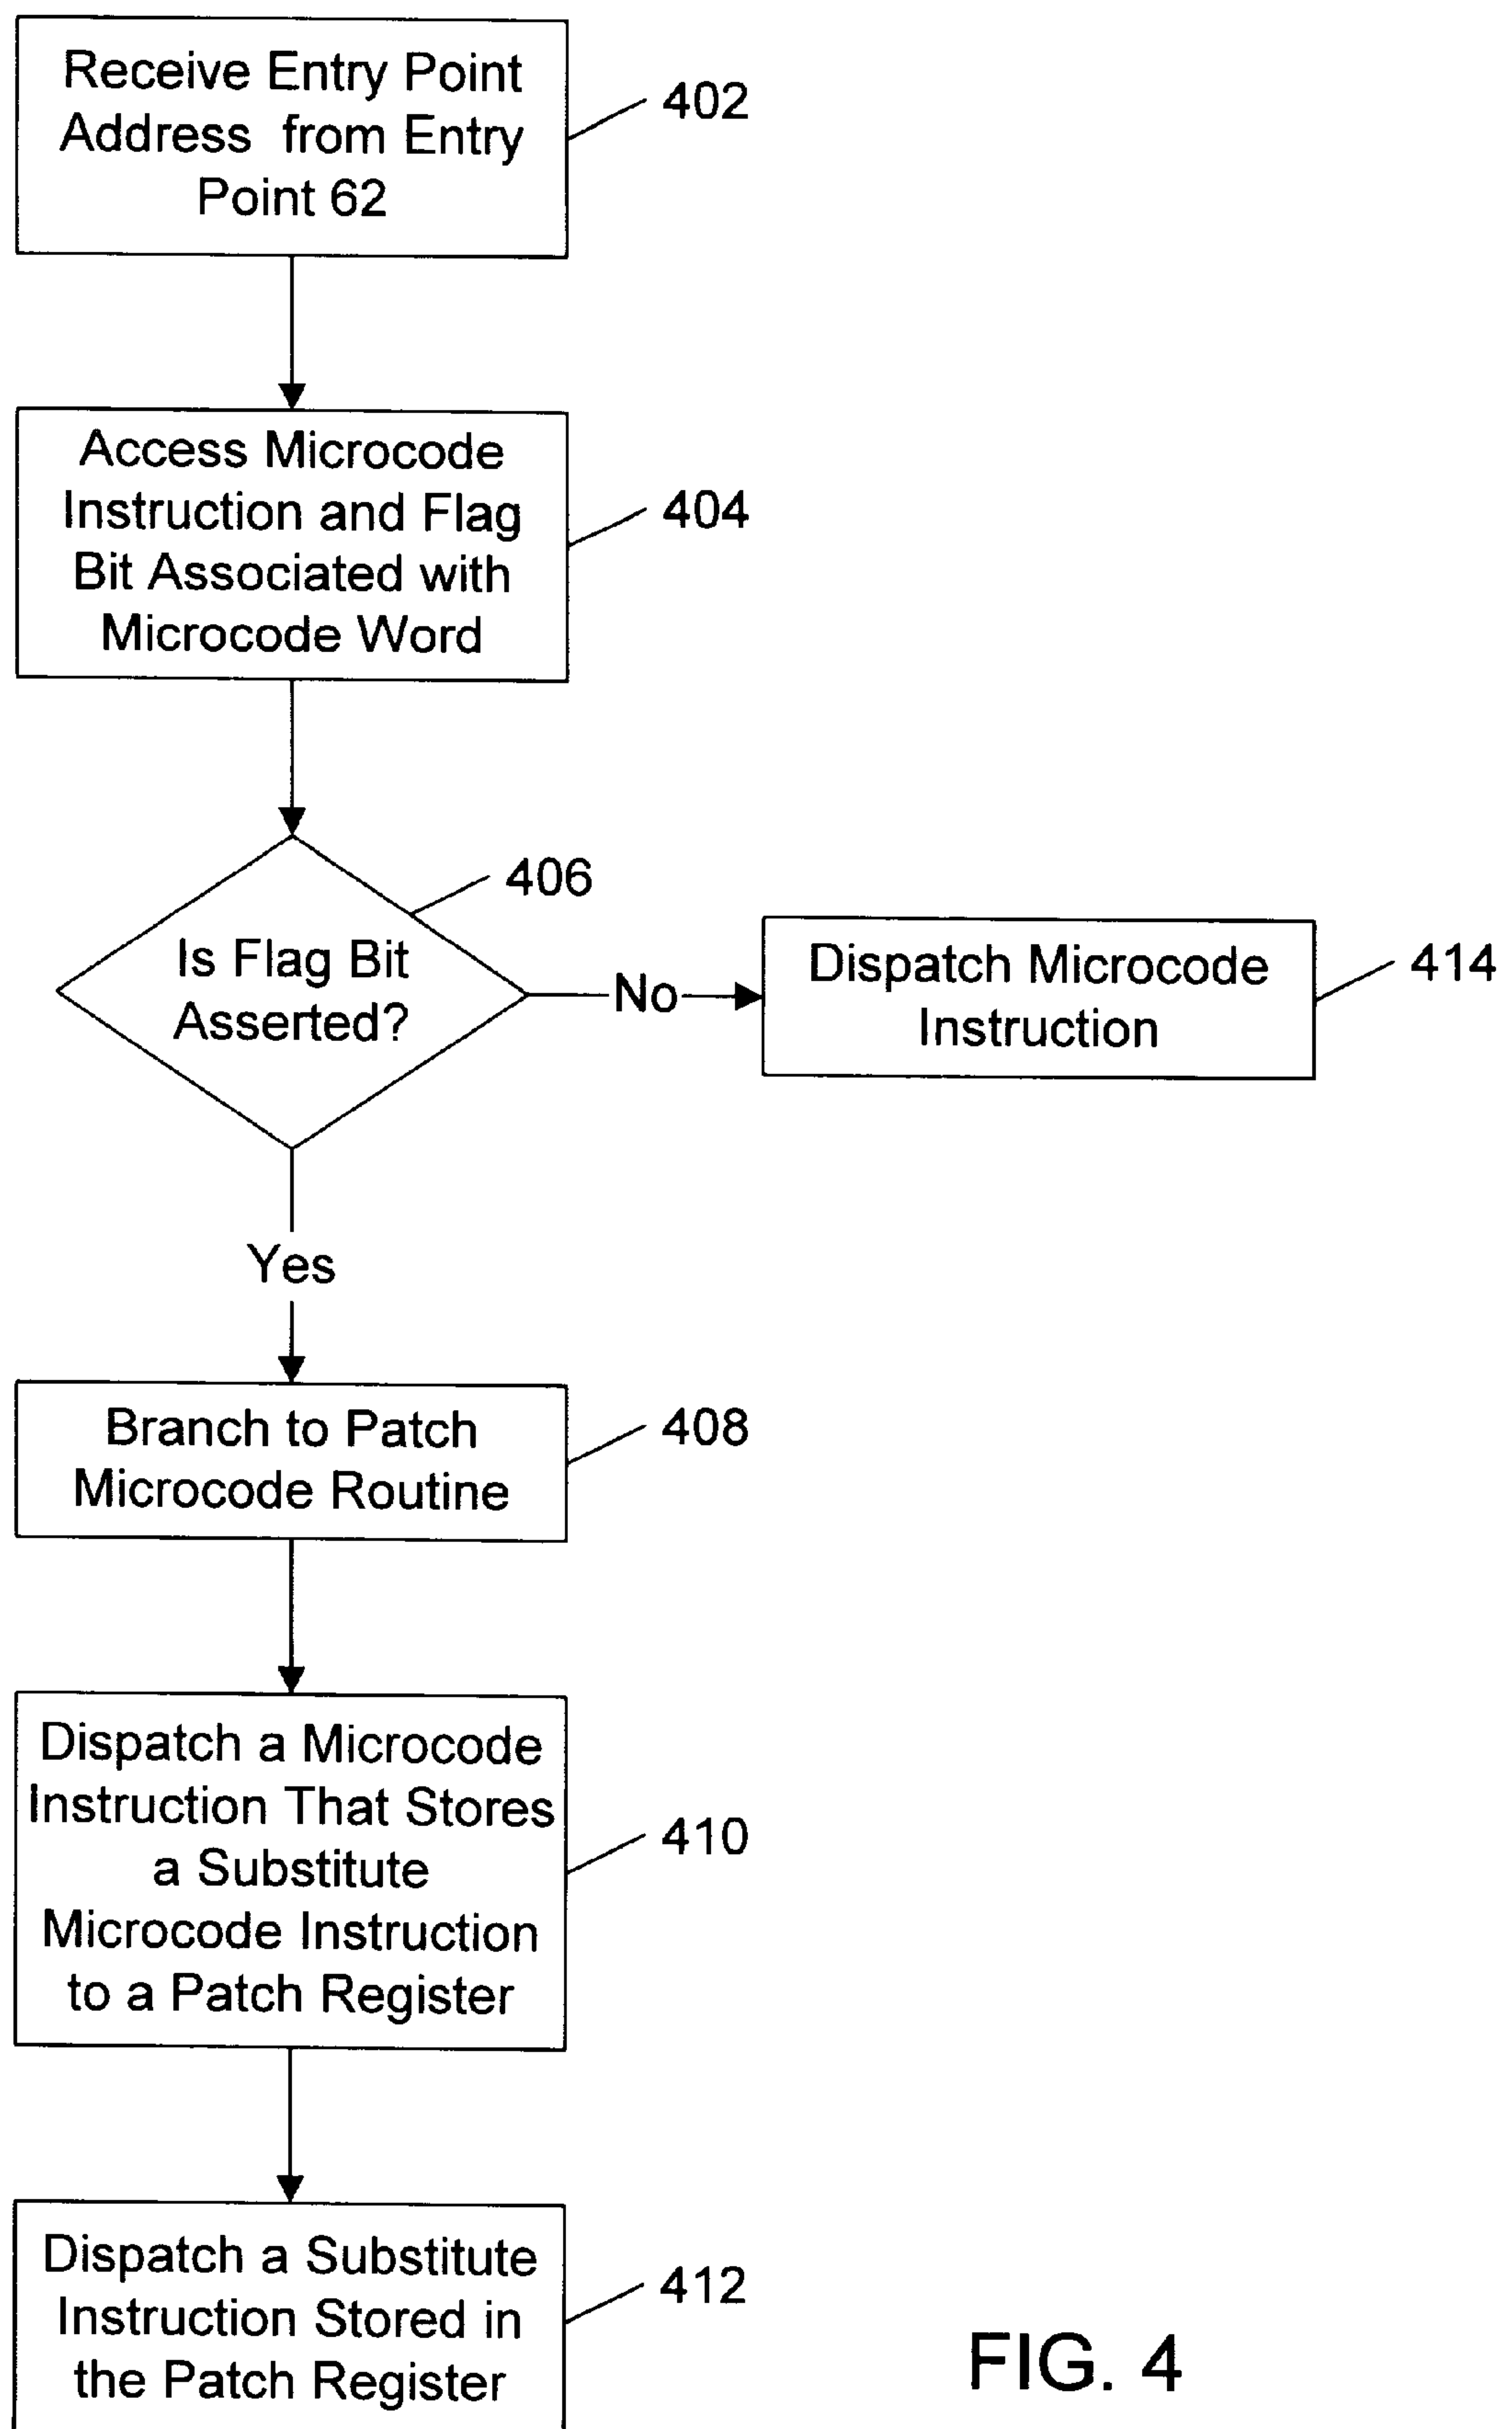 Receive Entry Point
Address from Entry
Point 62
402
Access Microcode
Instruction and Flag
Bit Associated with
Microcode Word
404
406
Is Flag Bit
Asserted?
No
Dispatch Microcode
Instruction
414
Yes
Branch to Patch
Microcode Routine
408
Dispatch a Microcode
Instruction That Stores
a Substitute
Microcode Instruction
to a Patch Register
410
Dispatch a Substitute
Instruction Stored in
the Patch Register
412
FIG. 4